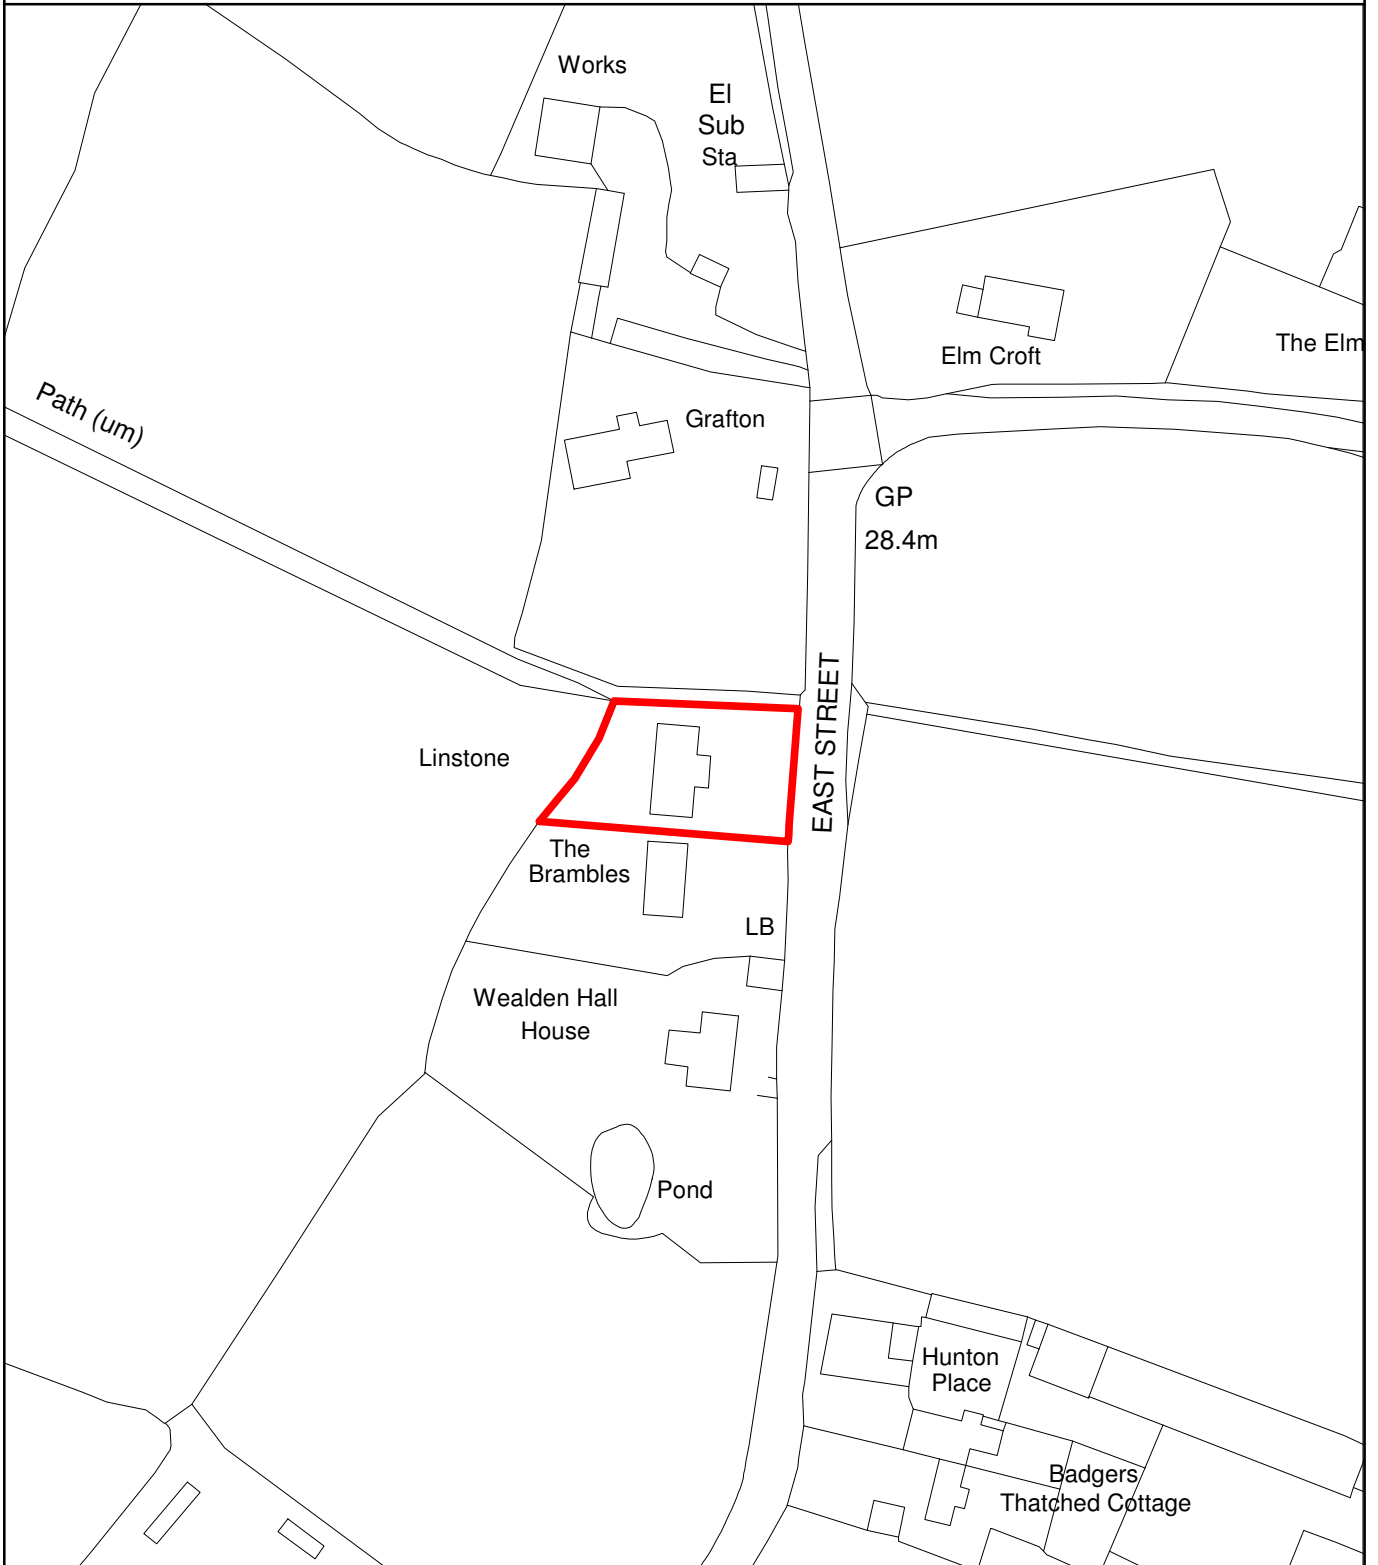 Works
El
Sub
Sta
Elm Croft
The Elm
Path (um)
Grafton
GP
28.4m
EAST STREET
Linstone
The
Brambles
LB
Wealden Hall
House
Pond
Hunton
Place
Badgers
Thatched Cottage